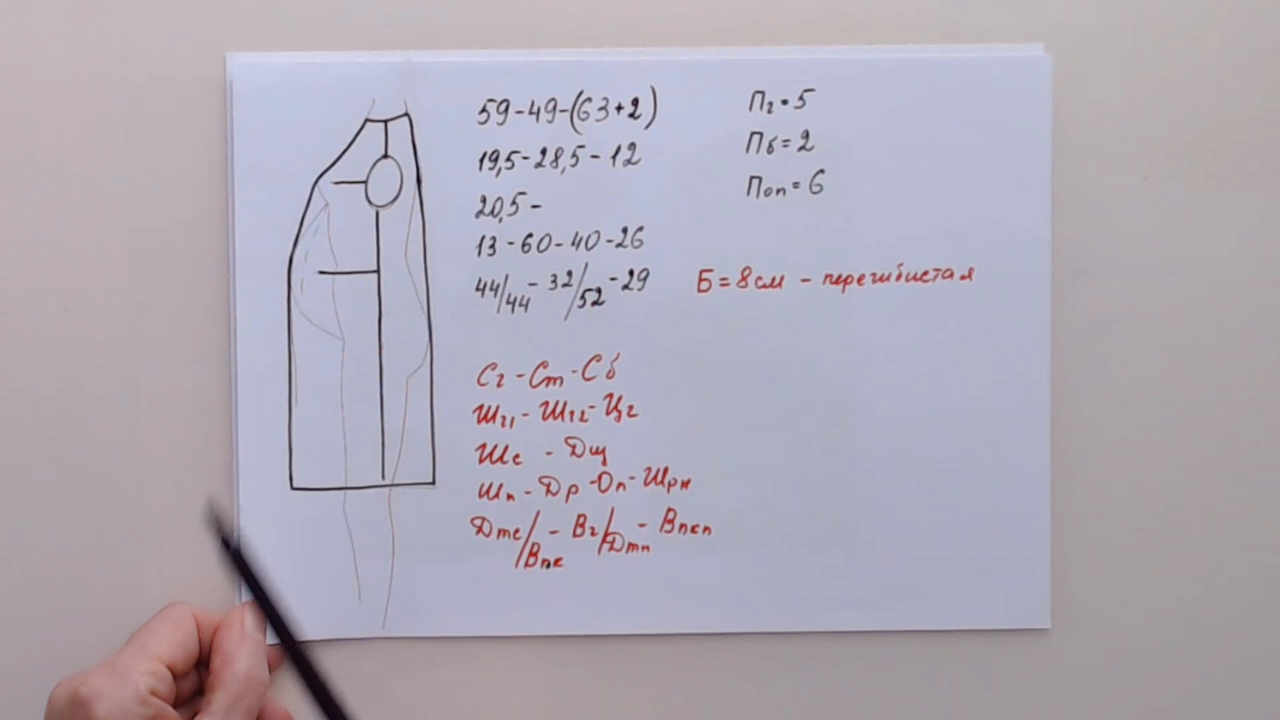 59-49-(63+2)
19,5-28,5-12
20,5-
13-60-40-26
44/44-32/52-29
Пг=5
Пб=2
Поп=6
Б=8см - перегибистая
Сг-Ст-Сб
Шг1-Шг2-Цг
Шс - Дщ
Шп-Др-Оп-Шрн
Дтс/Впк-Вг/Дтп-Впкп